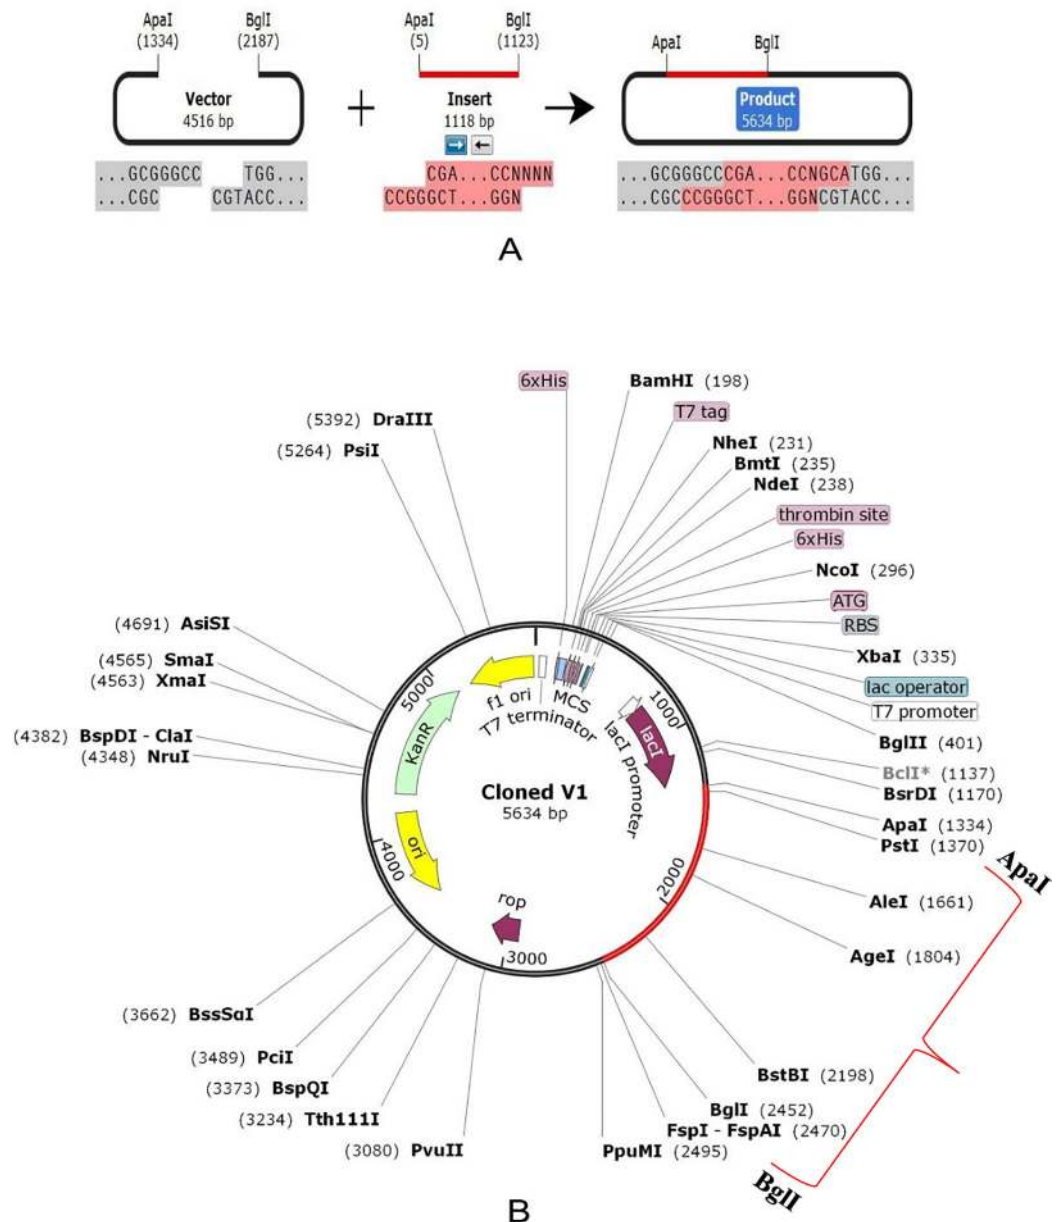 ApaI
(1334)
BglI
(2187)
ApaI
(5)
BglI
(1123)
ApaI
BglI
Vector
4516 bp
+
Insert
1118 bp
Product
5634 bp
...GCGGGCC TGG...
...CGC CGTACC...
CGA...CCNNNN
CCGGGCT...GGN
...GCGGGCCCGA...CCNGCATGG...
...CGCCCGGGCT...GGNCGTACC...
A
6xHis
BamHI (198)
T7 tag
(5392) DraIII
(5264) PsiI
NheI (231)
BmtI (235)
NdeI (238)
thrombin site
6xHis
NcoI (296)
ATG
RBS
XbaI (335)
lac operator
T7 promoter
BglII (401)
BclI* (1137)
BsrDI (1170)
ApaI (1334)
PstI (1370)
AleI (1661)
AgeI (1804)
BstBI (2198)
BglI (2452)
FspI - FspAI (2470)
PpuMI (2495)
(4691) AsiSI
(4565) SmaI
(4563) XmaI
(4382) BspDI - ClaI
(4348) NruI
(3662) BssSαI
(3489) PciI
(3373) BspQI
(3234) Tth111I
(3080) PvuII
5000
1000
2000
3000
4000
f1 ori
T7 terminator
MCS
lacI promoter
lacI
KanR
ori
rop
Cloned V1
5634 bp
ApaI
BglI
B